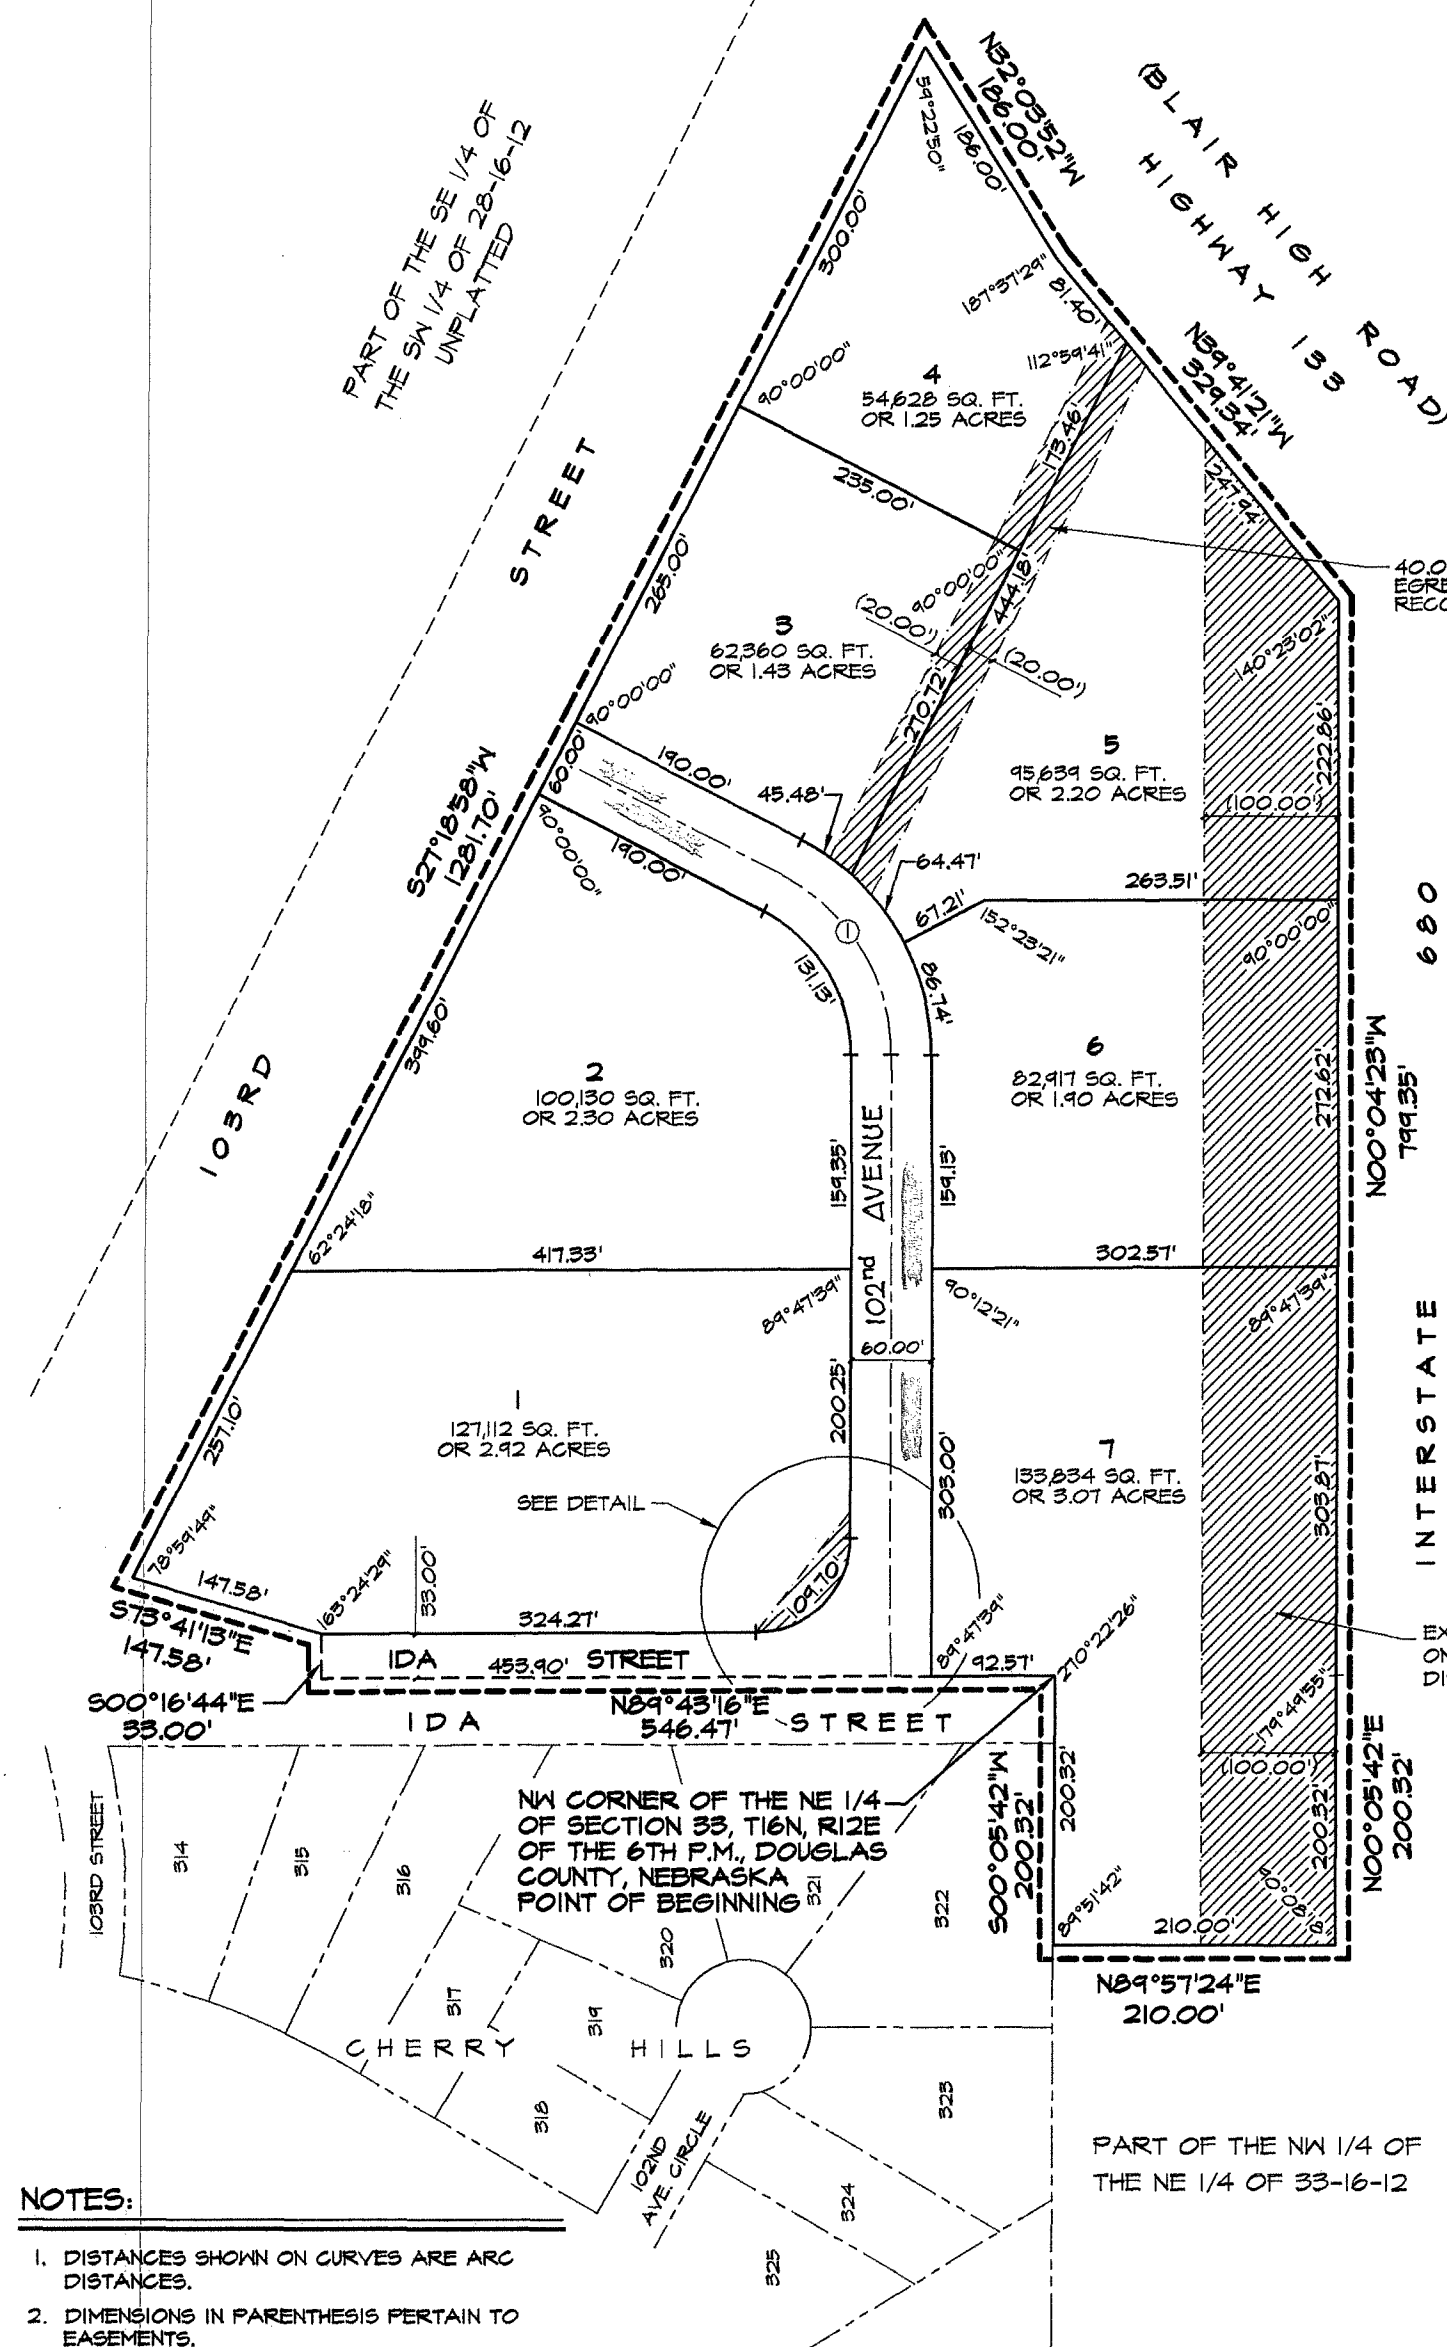 N32°03'52"W
186.00'
(BLAIR HIGH ROAD)
HIGHWAY 133
59°22'50"
186.00'
PART OF THE SE 1/4 OF
THE SW 1/4 OF 28-16-12
UNPLATTED
300.00'
187°37'29"
81.40'
112°59'41"
N39°41'21"W
329.34'
90°00'00"
4
54,628 SQ. FT.
OR 1.25 ACRES
173.46'
235.00'
247.94'
STREET
265.00'
90°00'00"
444.18'
40.0
EGRE
RECO
(20.00')
(20.00')
3
62,360 SQ. FT.
OR 1.43 ACRES
140°23'02"
90°00'00"
270.72'
222.86'
60.00'
190.00'
45.48'
5
95,639 SQ. FT.
OR 2.20 ACRES
(100.00')
S27°18'58"W
1281.70'
90°00'00"
190.00'
64.47'
263.51'
67.21'
152°23'21"
90°00'00"
680
1
131.13'
86.74'
399.60'
103RD
2
100,130 SQ. FT.
OR 2.30 ACRES
6
82,917 SQ. FT.
OR 1.90 ACRES
272.62'
N00°04'23"W
799.35'
102nd AVENUE
159.35'
159.13'
62°24'18"
417.33'
302.57'
89°47'39"
90°12'21"
89°47'39"
60.00'
INTERSTATE
257.10'
200.25'
1
127,112 SQ. FT.
OR 2.92 ACRES
303.00'
7
133,834 SQ. FT.
OR 3.07 ACRES
303.87'
SEE DETAIL
78°59'49"
147.58'
163°24'29"
33.00'
109.70'
S73°41'13"E
147.58'
324.27'
89°47'39"
270°22'26"
IDA STREET
453.90'
92.57'
EX
ON
DI
S00°16'44"E
33.00'
N89°43'16"E
546.47'
IDA STREET
179°49'55"
(100.00')
N00°05'42"E
200.32'
200.32'
S00°05'42"W
200.32'
200.32'
NW CORNER OF THE NE 1/4
OF SECTION 33, T16N, R12E
OF THE 6TH P.M., DOUGLAS
COUNTY, NEBRASKA
POINT OF BEGINNING
103RD STREET
314
315
316
321
322
89°51'42"
210.00'
N89°57'24"E
210.00'
320
317
319
CHERRY HILLS
318
323
102ND
AVE. CIRCLE
324
325
PART OF THE NW 1/4 OF
THE NE 1/4 OF 33-16-12
NOTES:
1. DISTANCES SHOWN ON CURVES ARE ARC
DISTANCES.
2. DIMENSIONS IN PARENTHESIS PERTAIN TO
EASEMENTS.